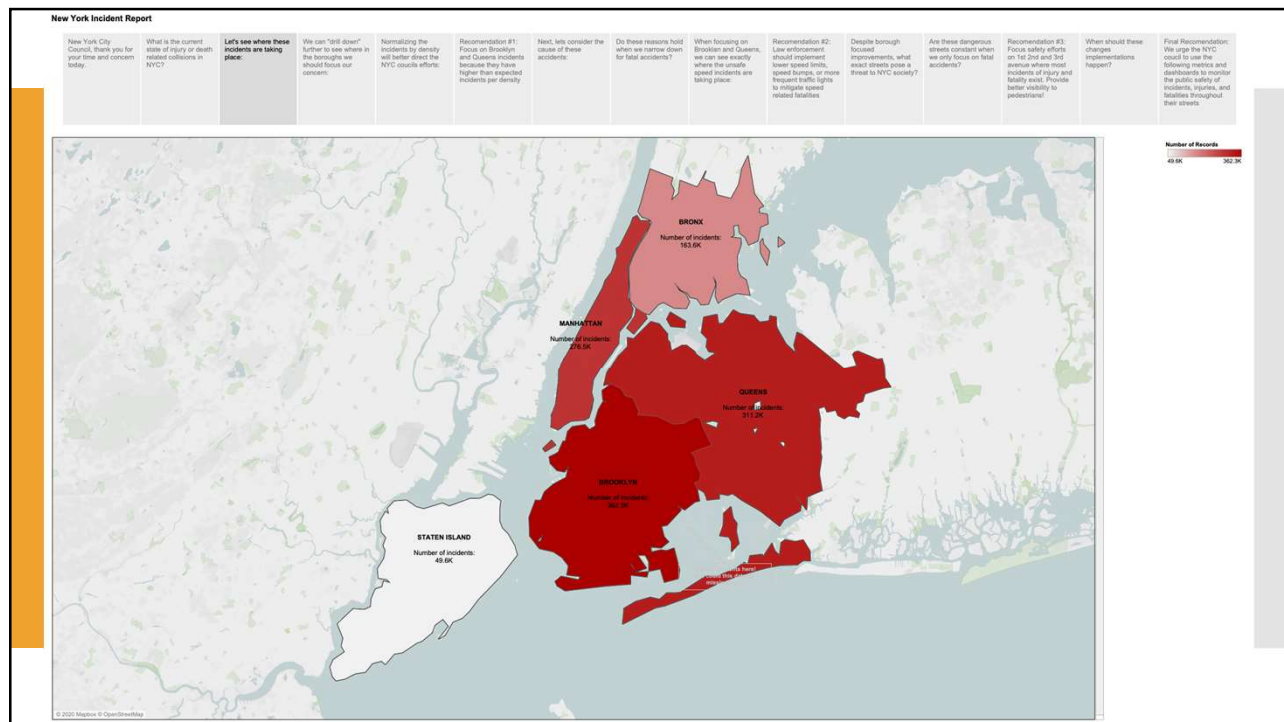 New York Incident Report
New York City
Council, thank you for
your time and concern
today.
What is the current
state of injury or death
related collisions in
NYC?
Let's see where these
incidents are taking
place:
We can "drill down"
further to see where in
the boroughs we
should focus our
concern:
Normalizing the
incidents by density
will better direct the
NYC coucils efforts:
Recomendation #1:
Focus on Brooklyn
and Queens incidents
because they have
higher than expected
incidents per density
Next, lets consider the
cause of these
accidents:
Do these reasons hold
when we narrow down
for fatal accidents?
When focusing on
Brooklan and Queens,
we can see exactly
where the unsafe
speed incidents are
taking place:
Recomendation #2:
Law enforcement
should implement
lower speed limits,
speed bumps, or more
frequent traffic lights
to mitigate speed
related fatalities
Despite borough
focused
improvements, what
exact streets pose a
threat to NYC society?
Are these dangerous
streets constant when
we only focus on fatal
accidents?
Recomendation #3:
Focus safety efforts
on 1st 2nd and 3rd
avenue where most
incidents of injury and
fatality exist. Provide
better visibility to
pedestrians!
When should these
changes
implementations
happen?
Final Recomendation:
We urge the NYC
coucil to use the
following metrics and
dashboards to monitor
the public safety of
incidents, injuries, and
fatalities throughout
their streets
Number of Records
49.6K 362.3K
BRONX
Number of incidents:
163.6K
MANHATTAN
Number of incidents:
QUEENS
Number of incidents:
311.2K
BROOKLYN
Number of incidents:
362.3K
STATEN ISLAND
Number of incidents:
49.6K
here!
this
© 2020 Mapbox © OpenStreetMap